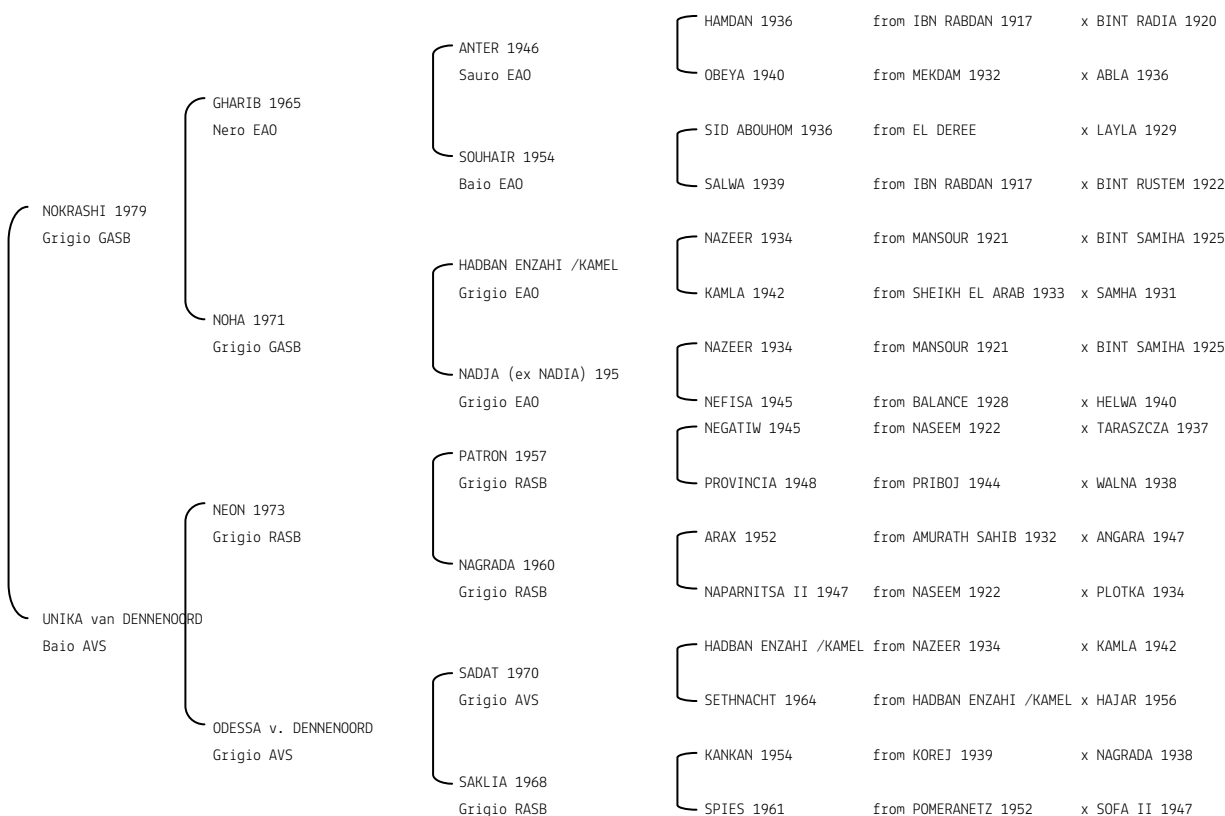 HAMDAN 1936 from IBN RABDAN 1917 x BINT RADIA 1920
ANTER 1946
Sauro EAO
OBEYA 1940 from MEKDAM 1932 x ABLA 1936
GHARIB 1965
Nero EAO
SID ABOUHOM 1936 from EL DEREE x LAYLA 1929
SOUHAIR 1954
Baio EAO
SALWA 1939 from IBN RABDAN 1917 x BINT RUSTEM 1922
NOKRASHI 1979
Grigio GASB
NAZEER 1934 from MANSOUR 1921 x BINT SAMIHA 1925
HADBAN ENZAHI /KAMEL
Grigio EAO
KAMLA 1942 from SHEIKH EL ARAB 1933 x SAMHA 1931
NOHA 1971
Grigio GASB
NAZEER 1934 from MANSOUR 1921 x BINT SAMIHA 1925
NADJA (ex NADIA) 195
Grigio EAO
NEFISA 1945 from BALANCE 1928 x HELWA 1940
NEGATIW 1945 from NASEEM 1922 x TARASZCZA 1937
PATRON 1957
Grigio RASB
PROVINCIA 1948 from PRIBOJ 1944 x WALNA 1938
NEON 1973
Grigio RASB
ARAX 1952 from AMURATH SAHIB 1932 x ANGARA 1947
NAGRADA 1960
Grigio RASB
NAPARNITSA II 1947 from NASEEM 1922 x PLOTKA 1934
UNIKA van DENNENOORD
Baio AVS
HADBAN ENZAHI /KAMEL from NAZEER 1934 x KAMLA 1942
SADAT 1970
Grigio AVS
SETHNACHT 1964 from HADBAN ENZAHI /KAMEL x HAJAR 1956
ODESSA v. DENNENOORD
Grigio AVS
KANKAN 1954 from KOREJ 1939 x NAGRADA 1938
SAKLIA 1968
Grigio RASB
SPIES 1961 from POMERANETZ 1952 x SOFA II 1947